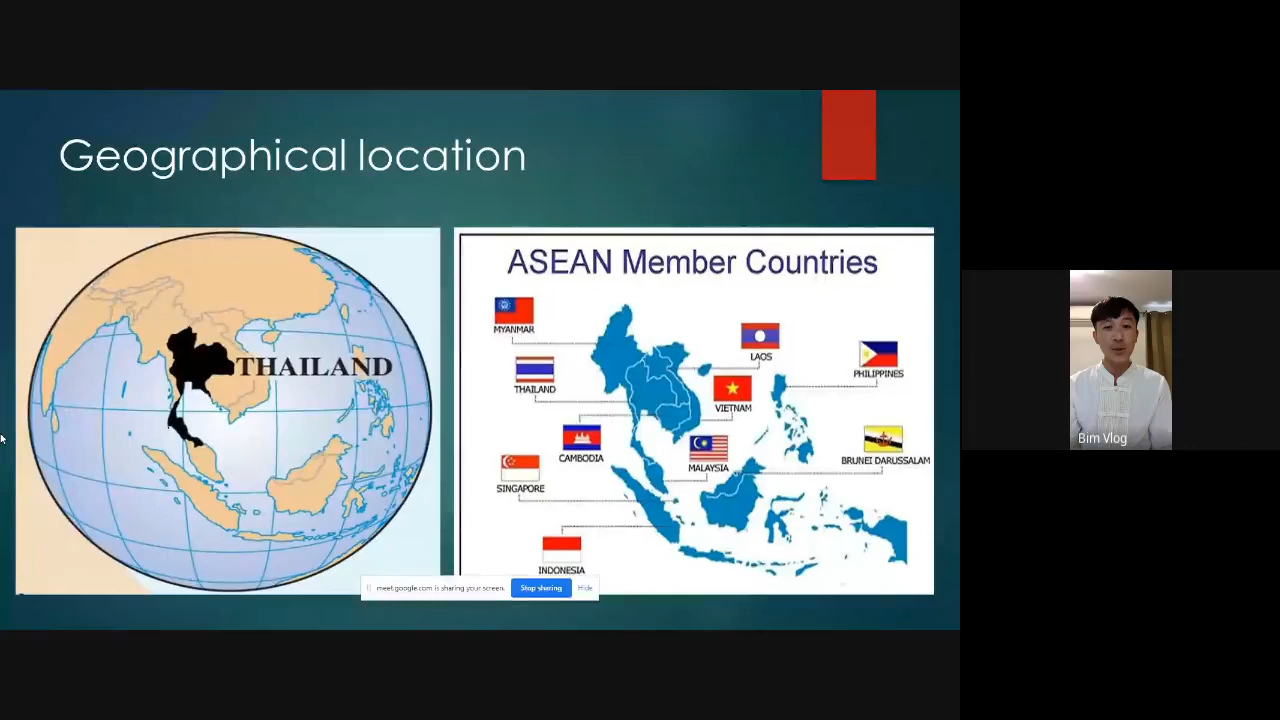 Geographical location
THAILAND
ASEAN Member Countries
MYANMAR
LAOS
PHILIPPINES
THAILAND
VIETNAM
CAMBODIA
MALAYSIA
BRUNEI DARUSSALAM
SINGAPORE
INDONESIA
meet.google.com is sharing your screen.
Stop sharing
Hide
Bim Vlog